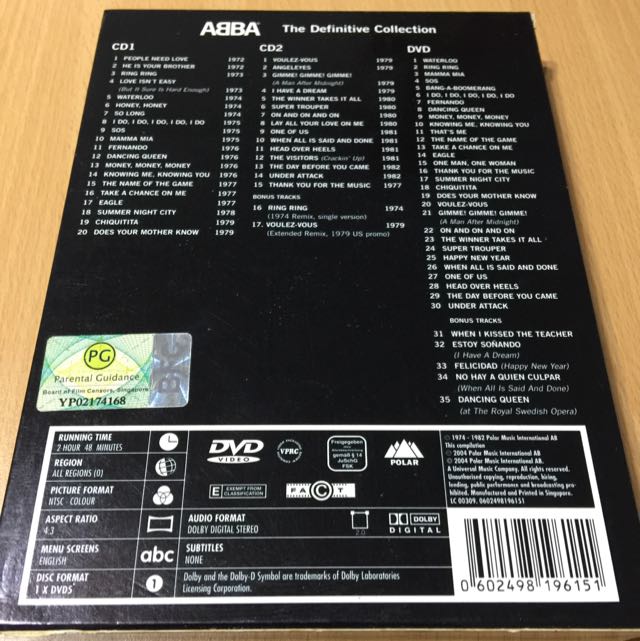 ABBA The Definitive Collection
CD1
1 PEOPLE NEED LOVE 1972
2 HE IS YOUR BROTHER 1972
3 RING RING 1973
4 LOVE ISN'T EASY
(But It Sure Is Hard Enough) 1973
5 WATERLOO 1974
6 HONEY, HONEY 1974
7 SO LONG 1974
8 I DO, I DO, I DO, I DO, I DO 1975
9 SOS 1975
10 MAMMA MIA 1975
11 FERNANDO 1976
12 DANCING QUEEN 1976
13 MONEY, MONEY, MONEY 1976
14 KNOWING ME, KNOWING YOU 1976
15 THE NAME OF THE GAME 1977
16 TAKE A CHANCE ON ME 1977
17 EAGLE 1977
18 SUMMER NIGHT CITY 1978
19 CHIQUITITA 1979
20 DOES YOUR MOTHER KNOW 1979
CD2
1 VOULEZ-VOUS 1979
2 ANGELEYES 1979
3 GIMME! GIMME! GIMME!
(A Man After Midnight) 1979
4 I HAVE A DREAM 1979
5 THE WINNER TAKES IT ALL 1980
6 SUPER TROUPER 1980
7 ON AND ON AND ON 1980
8 LAY ALL YOUR LOVE ON ME 1980
9 ONE OF US 1981
10 WHEN ALL IS SAID AND DONE 1981
11 HEAD OVER HEELS 1981
12 THE VISITORS (Crackin' Up) 1981
13 THE DAY BEFORE YOU CAME 1982
14 UNDER ATTACK 1982
15 THANK YOU FOR THE MUSIC 1977
BONUS TRACKS
16 RING RING 1974
(1974 Remix, single version)
17. VOULEZ-VOUS 1979
(Extended Remix, 1979 US promo)
DVD
1 WATERLOO
2 RING RING
3 MAMMA MIA
4 SOS
5 BANG-A-BOOMERANG
6 I DO, I DO, I DO, I DO, I DO
7 FERNANDO
8 DANCING QUEEN
9 MONEY, MONEY, MONEY
10 KNOWING ME, KNOWING YOU
11 THAT'S ME
12 THE NAME OF THE GAME
13 TAKE A CHANCE ON ME
14 EAGLE
15 ONE MAN, ONE WOMAN
16 THANK YOU FOR THE MUSIC
17 SUMMER NIGHT CITY
18 CHIQUITITA
19 DOES YOUR MOTHER KNOW
20 VOULEZ-VOUS
21 GIMME! GIMME! GIMME!
(A Man After Midnight)
22 ON AND ON AND ON
23 THE WINNER TAKES IT ALL
24 SUPER TROUPER
25 HAPPY NEW YEAR
26 WHEN ALL IS SAID AND DONE
27 ONE OF US
28 HEAD OVER HEELS
29 THE DAY BEFORE YOU CAME
30 UNDER ATTACK
BONUS TRACKS
31 WHEN I KISSED THE TEACHER
32 ESTOY SOÑANDO
(I Have A Dream)
33 FELICIDAD (Happy New Year)
34 NO HAY A QUIEN CULPAR
(When All Is Said And Done)
35 DANCING QUEEN
(at The Royal Swedish Opera)
PG
Parental Guidance
Board of Film Censors, Singapore
YP02174168
RUNNING TIME
2 HOUR 48 MINUTES
REGION
ALL REGIONS (0)
PICTURE FORMAT
NTSC - COLOUR
ASPECT RATIO
4:3
MENU SCREENS
ENGLISH
abc
DISC FORMAT
1 X DVD5
1
DVD
VIDEO
VPRC
Freigegeben
gemäß § 14
JuSchG
FSK
POLAR
E EXEMPT FROM CLASSIFICATION
AUDIO FORMAT
DOLBY DIGITAL STEREO
2.0
DOLBY
DIGITAL
SUBTITLES
NONE
Dolby and the Dolby-D Symbol are trademarks of Dolby Laboratories
Licensing Corporation.
℗ 1974 - 1982 Polar Music International AB
This compilation
℗ 2004 Polar Music International AB
© 2004 Polar Music International AB.
A Universal Music Company. All rights reserved.
Unauthorised copying, reproduction, hiring,
lending, public performance and broadcasting pro-
hibited. Manufactured and Printed in Singapore.
LC 00309. 0602498196151
0 602498 196151